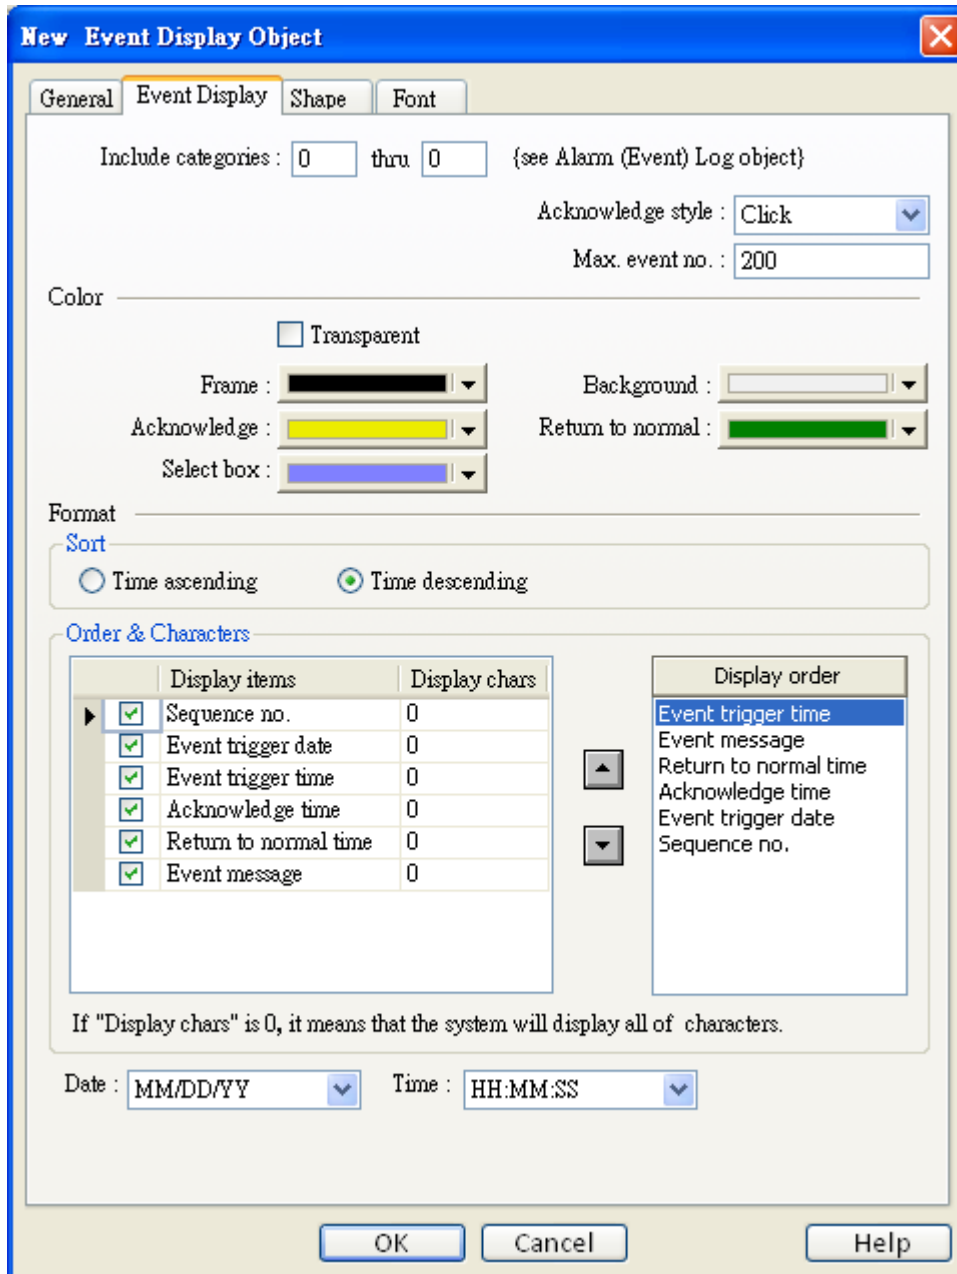 New Event Display Object
General Event Display Shape Font
Include categories : 0 thru 0 {see Alarm (Event) Log object}
Acknowledge style : Click
Max. event no. : 200
Color
Transparent
Frame : Background :
Acknowledge : Return to normal :
Select box :
Format
Sort
Time ascending Time descending
Order & Characters
Display items Display chars
Sequence no. 0
Event trigger date 0
Event trigger time 0
Acknowledge time 0
Return to normal time 0
Event message 0
Display order
Event trigger time
Event message
Return to normal time
Acknowledge time
Event trigger date
Sequence no.
If "Display chars" is 0, it means that the system will display all of characters.
Date : MM/DD/YY Time : HH:MM:SS
OK Cancel Help